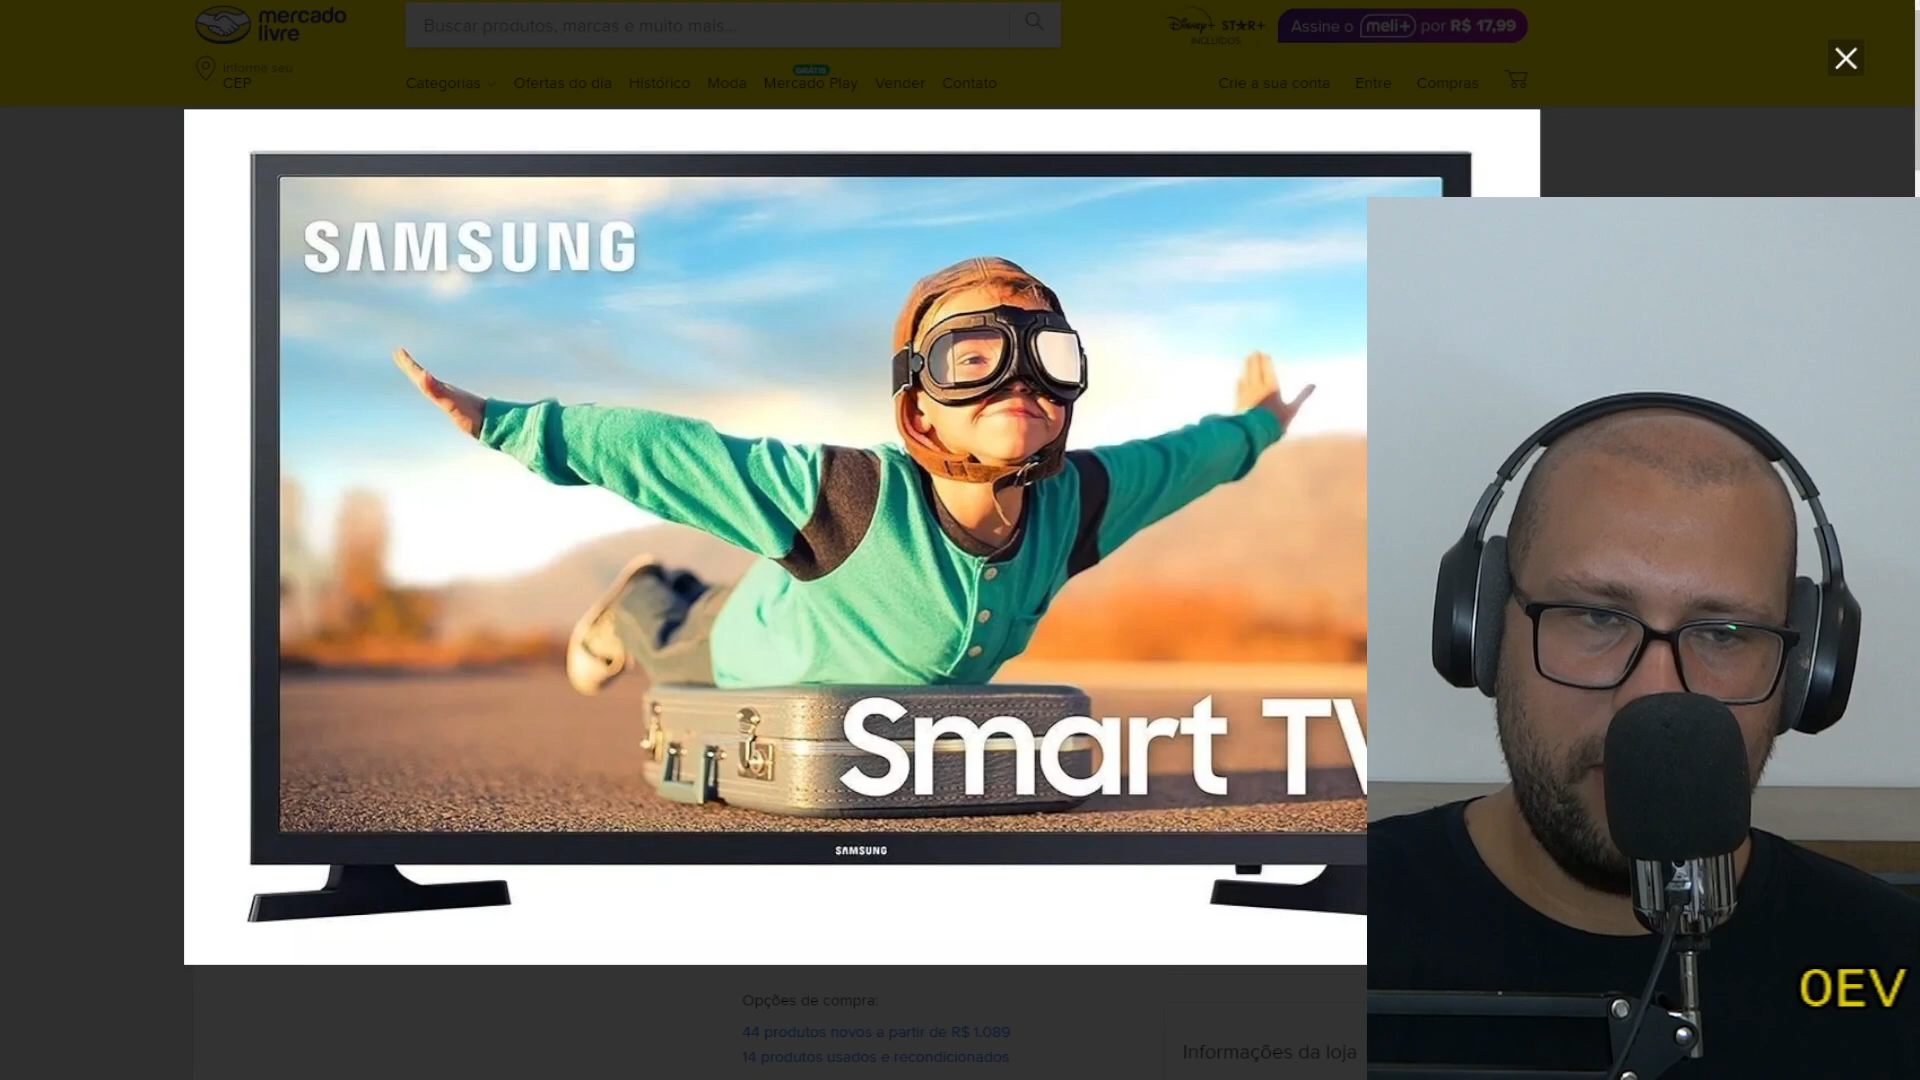 mercado
livre
Buscar produtos, marcas e muito mais...
Disney+ STAR+
INCLUÍDOS
Assine o meli+ por R$ 17,99
Informe seu
CEP
Categorias
Ofertas do dia
Histórico
Moda
GRÁTIS
Mercado Play
Vender
Contato
Crie a sua conta
Entre
Compras
SAMSUNG
Smart TV
SAMSUNG
OEV
Opções de compra:
44 produtos novos a partir de R$ 1.089
14 produtos usados e recondicionados
Informações da loja